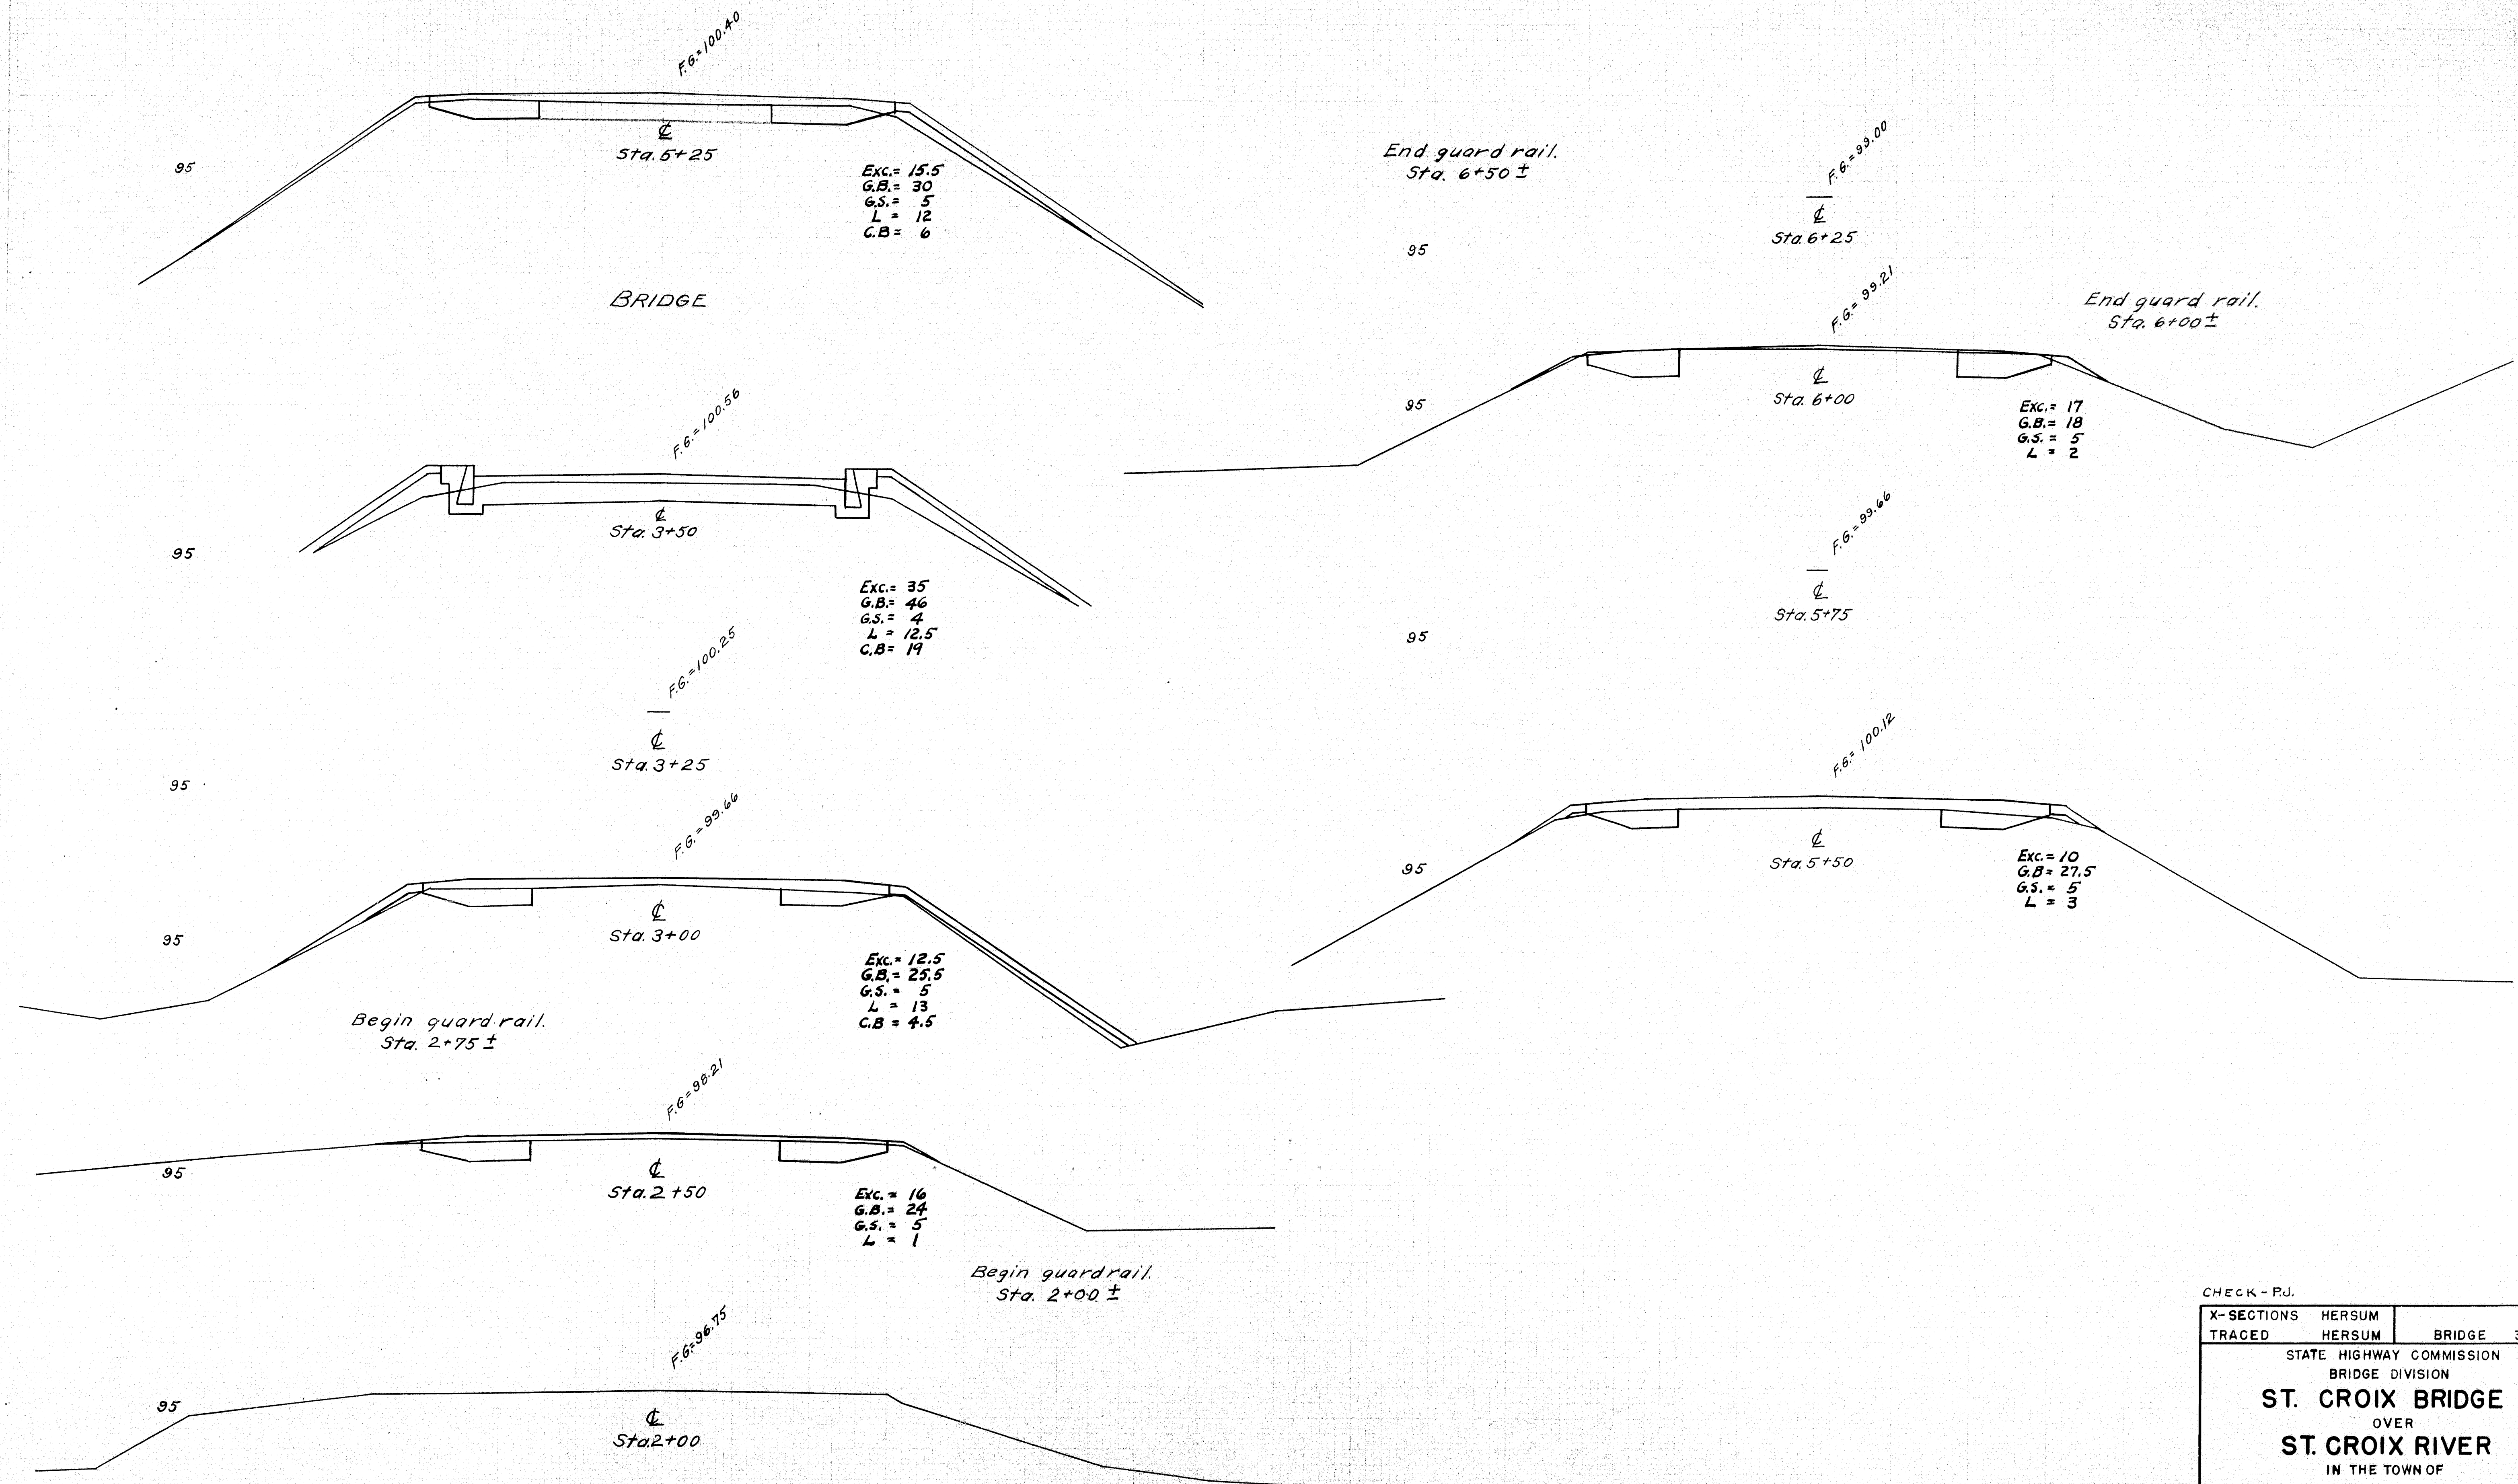 F.G.=100.40
95
℄
Sta. 5+25
Exc.= 15.5
G.B.= 30
G.S.= 5
L = 12
C.B= 6
BRIDGE
F.G.=100.56
95
℄
Sta. 3+50
Exc.= 35
G.B.= 46
G.S.= 4
L = 12.5
C.B= 19
F.G.=100.25
95
℄
Sta. 3+25
F.G.=99.66
95
℄
Sta. 3+00
Exc.= 12.5
G.B.= 25.5
G.S.= 5
L = 13
C.B = 4.5
Begin guard rail.
Sta. 2+75 ±
F.G=98.21
95
℄
Sta. 2+50
Exc. = 16
G.B.= 24
G.S. = 5
L = 1
Begin guard rail.
Sta. 2+00 ±
F.G=96.75
95
℄
Sta.2+00
End guard rail.
Sta. 6+50 ±
F.G.=99.00
95
℄
Sta. 6+25
F.G.= 99.21
End guard rail.
Sta. 6+00 ±
95
℄
Sta. 6+00
Exc.= 17
G.B.= 18
G.S. = 5
L = 2
F.G.=99.66
95
℄
Sta. 5+75
F.G.= 100.12
95
℄
Sta. 5+50
Exc.= 10
G.B= 27.5
G.S. = 5
L = 3
CHECK - P.J.
X-SECTIONS HERSUM
TRACED HERSUM BRIDGE
STATE HIGHWAY COMMISSION
BRIDGE DIVISION
ST. CROIX BRIDGE
OVER
ST. CROIX RIVER
IN THE TOWN OF